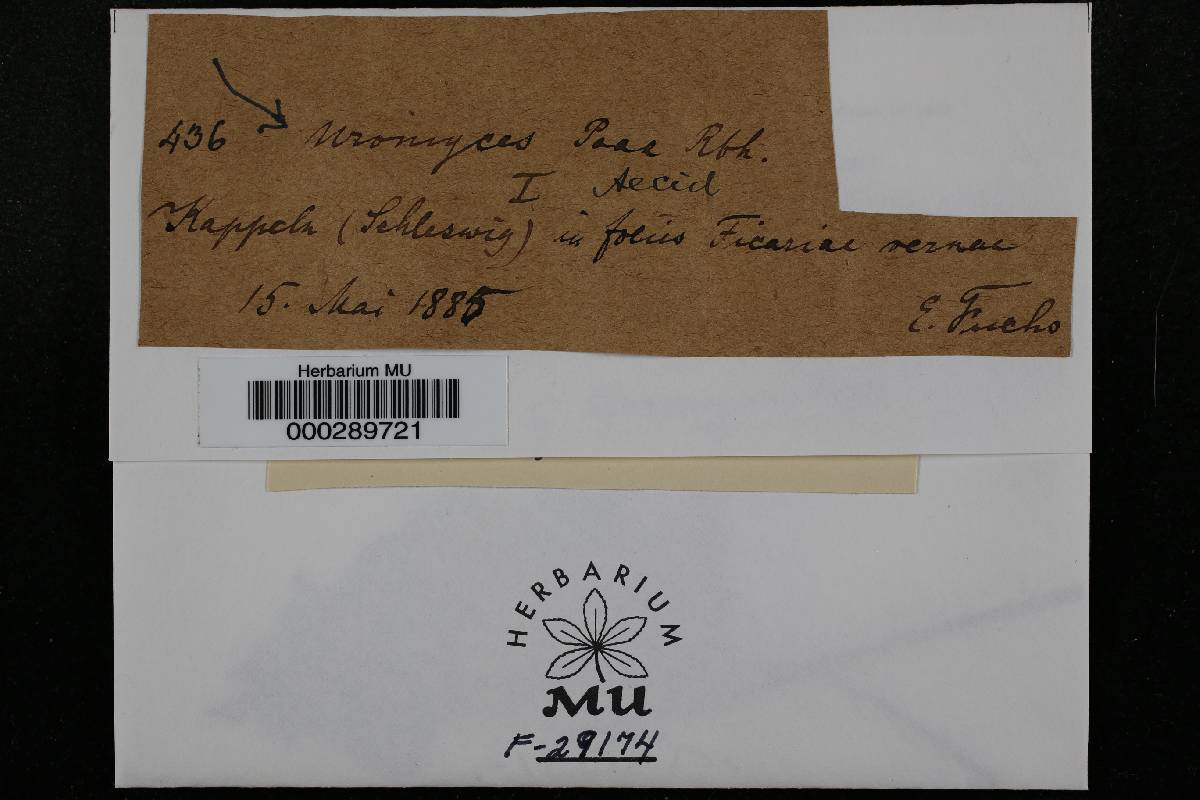 436 Uromyces Poae Rbh.
I Aecid
Kappeln (Schleswig) in foliis Ficariae vernae
15. Mai 1885
E. Fuchs
Herbarium MU
000289721
HERBARIUM
MU
F-29174